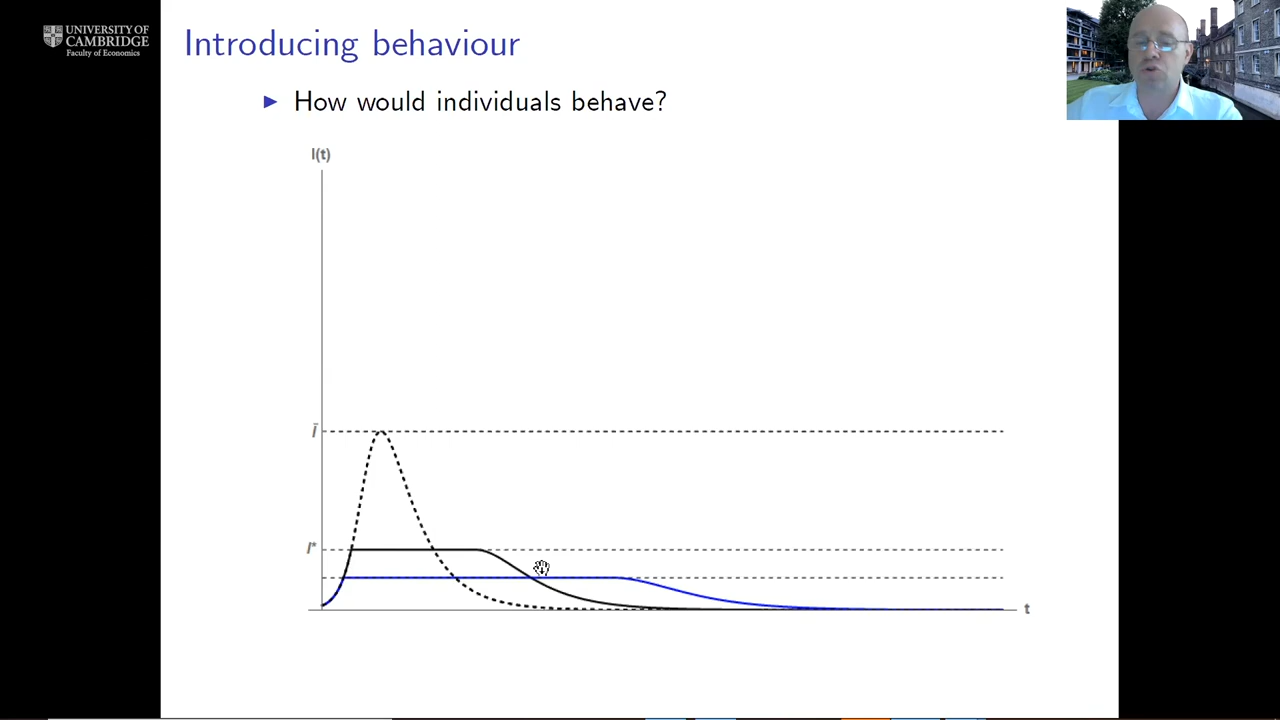 UNIVERSITY OF
CAMBRIDGE
Faculty of Economics
Introducing behaviour
How would individuals behave?
I(t)
Ī
I*
t